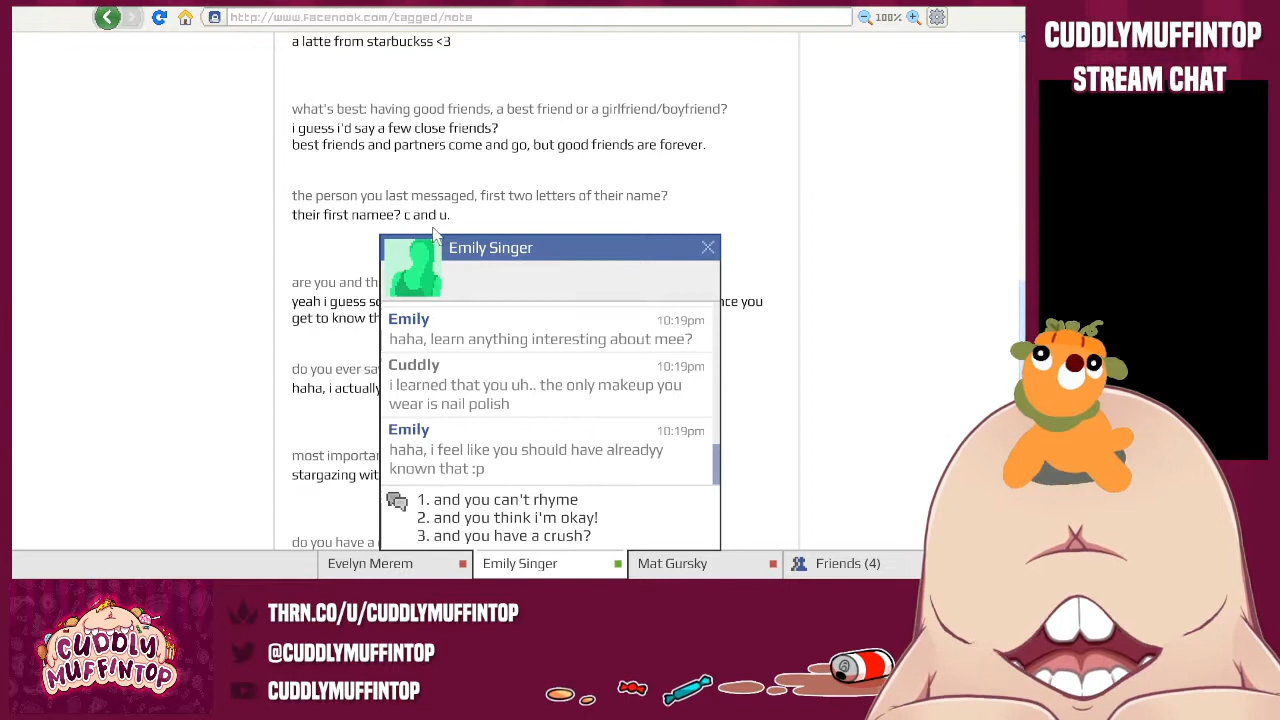 http://www.Facenook.com/tagged/note
100%
a latte from starbuckss <3
what's best: having good friends, a best friend or a girlfriend/boyfriend?
i guess i'd say a few close friends?
best friends and partners come and go, but good friends are forever.
the person you last messaged, first two letters of their name?
their first namee? c and u.
are you and th
yeah i guess so
nce you
get to know th
do you ever sa
haha, i actually
most importan
stargazing wit
do you have a
Emily Singer
Emily 10:19pm
haha, learn anything interesting about mee?
Cuddly 10:19pm
i learned that you uh.. the only makeup you
wear is nail polish
Emily 10:19pm
haha, i feel like you should have alreadyy
known that :p
1. and you can't rhyme
2. and you think i'm okay!
3. and you have a crush?
Evelyn Merem
Emily Singer
Mat Gursky
Friends (4)
CUDDLYMUFFINTOP
STREAM CHAT
CUDDLY
MUFFINTOP
THRN.CO/U/CUDDLYMUFFINTOP
@CUDDLYMUFFINTOP
CUDDLYMUFFINTOP